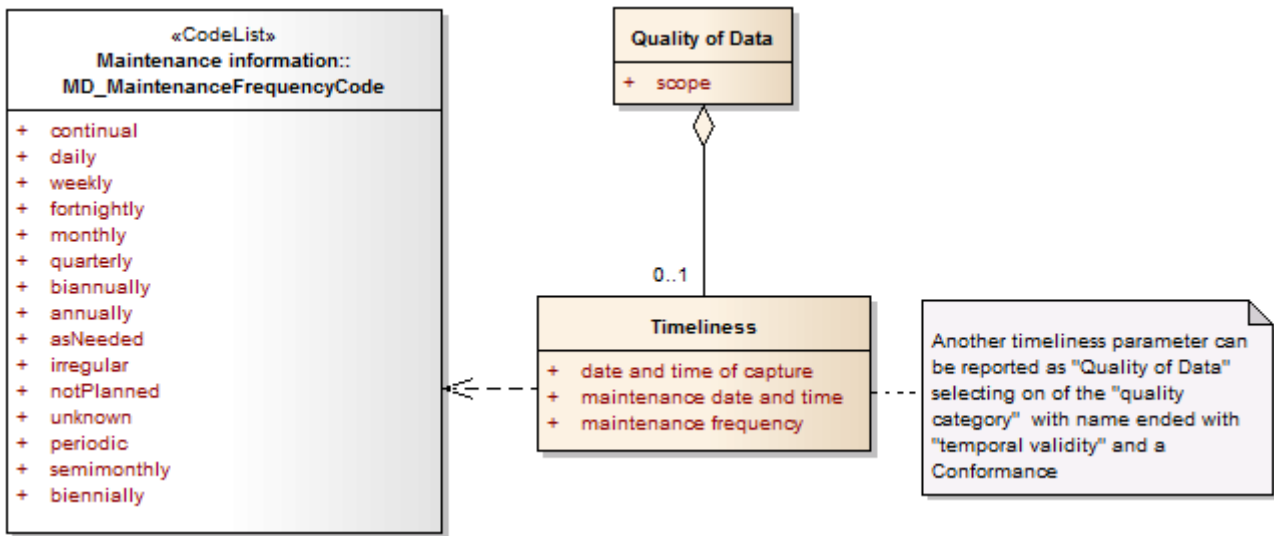 «CodeList»
Maintenance information::
MD_MaintenanceFrequencyCode
+ continual
+ daily
+ weekly
+ fortnightly
+ monthly
+ quarterly
+ biannually
+ annually
+ asNeeded
+ irregular
+ notPlanned
+ unknown
+ periodic
+ semimonthly
+ biennially
Quality of Data
+ scope
0..1
Timeliness
+ date and time of capture
+ maintenance date and time
+ maintenance frequency
Another timeliness parameter can
be reported as "Quality of Data"
selecting on of the "quality
category" with name ended with
"temporal validity" and a
Conformance